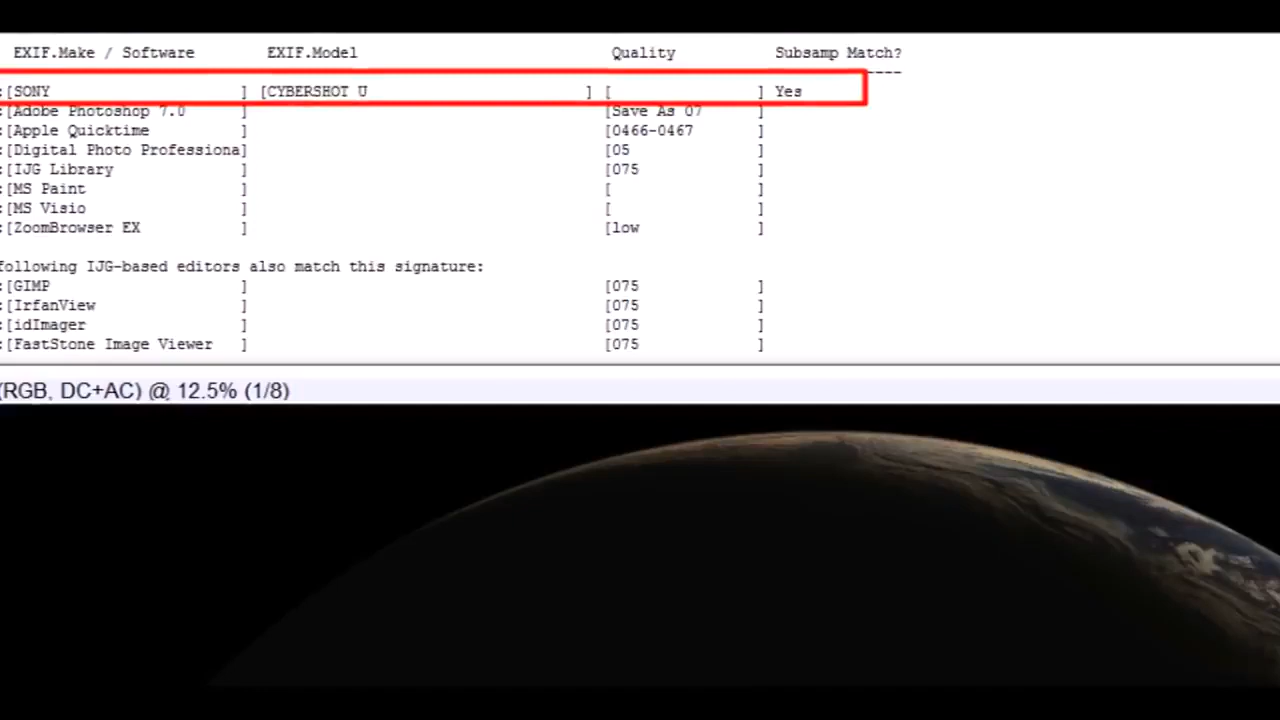 EXIF.Make / Software EXIF.Model Quality Subsamp Match?
:[SONY ] [CYBERSHOT U ] [ ] Yes
:[Adobe Photoshop 7.0 ] [Save As 07 ]
:[Apple Quicktime ] [0466-0467 ]
:[Digital Photo Professiona] [05 ]
:[IJG Library ] [075 ]
:[MS Paint ] [ ]
:[MS Visio ] [ ]
:[ZoomBrowser EX ] [low ]
following IJG-based editors also match this signature:
:[GIMP ] [075 ]
:[IrfanView ] [075 ]
:[idImager ] [075 ]
:[FastStone Image Viewer ] [075 ]
(RGB, DC+AC) @ 12.5% (1/8)